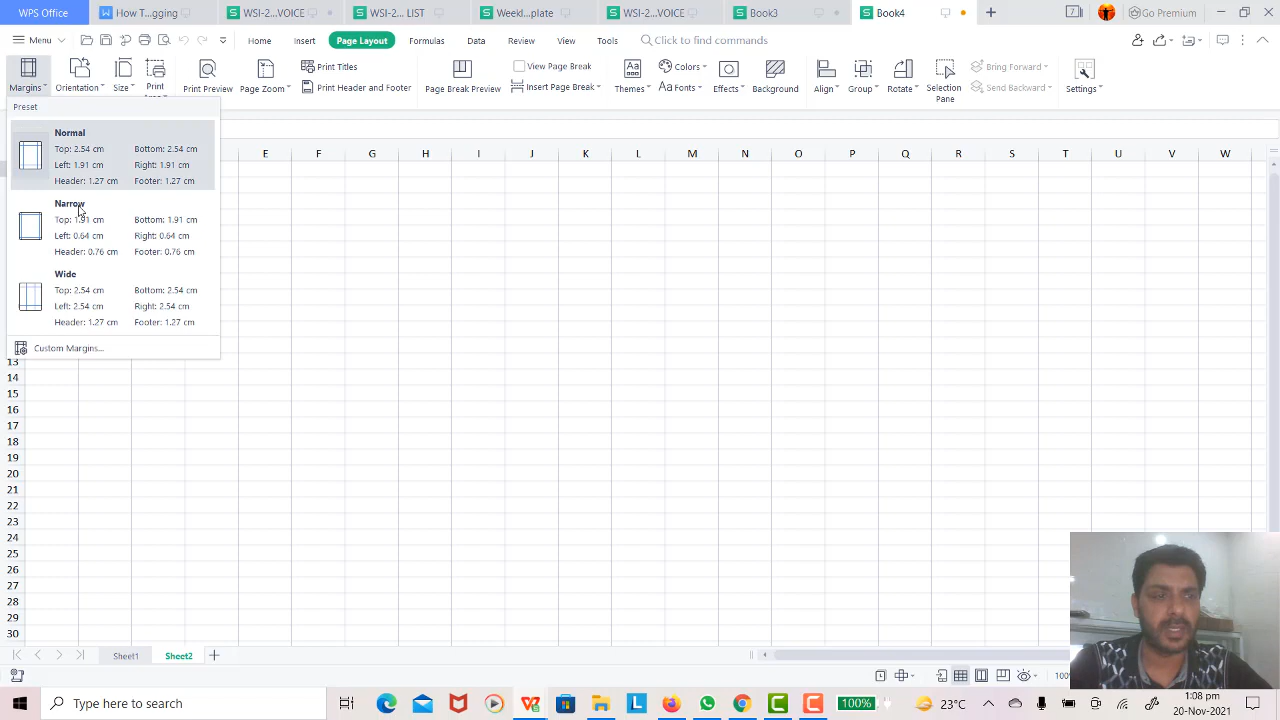 WPS Office
How T...gging
WSI-2...VOICE
WSI-2.. LIST
Weekl...plate
WSI-2...VOICE
Book3
Book4
7
Go Premium
Menu
Home
Insert
Page Layout
Formulas
Data
Review
View
Tools
Click to find commands
Margins
Orientation
Size
Print Area
Print Preview
Page Zoom
Print Titles
Print Header and Footer
Page Break Preview
View Page Break
Insert Page Break
Themes
Colors
Fonts
Effects
Background
Align
Group
Rotate
Selection Pane
Bring Forward
Send Backward
Settings
Preset
Normal
Top: 2.54 cm Bottom: 2.54 cm
Left: 1.91 cm Right: 1.91 cm
Header: 1.27 cm Footer: 1.27 cm
Narrow
Top: 1.91 cm Bottom: 1.91 cm
Left: 0.64 cm Right: 0.64 cm
Header: 0.76 cm Footer: 0.76 cm
Wide
Top: 2.54 cm Bottom: 2.54 cm
Left: 2.54 cm Right: 2.54 cm
Header: 1.27 cm Footer: 1.27 cm
Custom Margins...
E F G H I J K L M N O P Q R S T U V W
13
14
15
16
17
18
19
20
21
22
23
24
25
26
27
28
29
30
Sheet1 Sheet2
Type here to search
100%
23°C
1:08 pm
20-Nov-2021